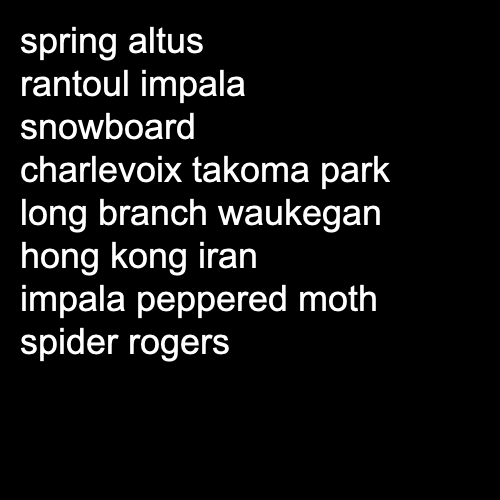 spring altus
rantoul impala
snowboard
charlevoix takoma park
long branch waukegan
hong kong iran
impala peppered moth
spider rogers